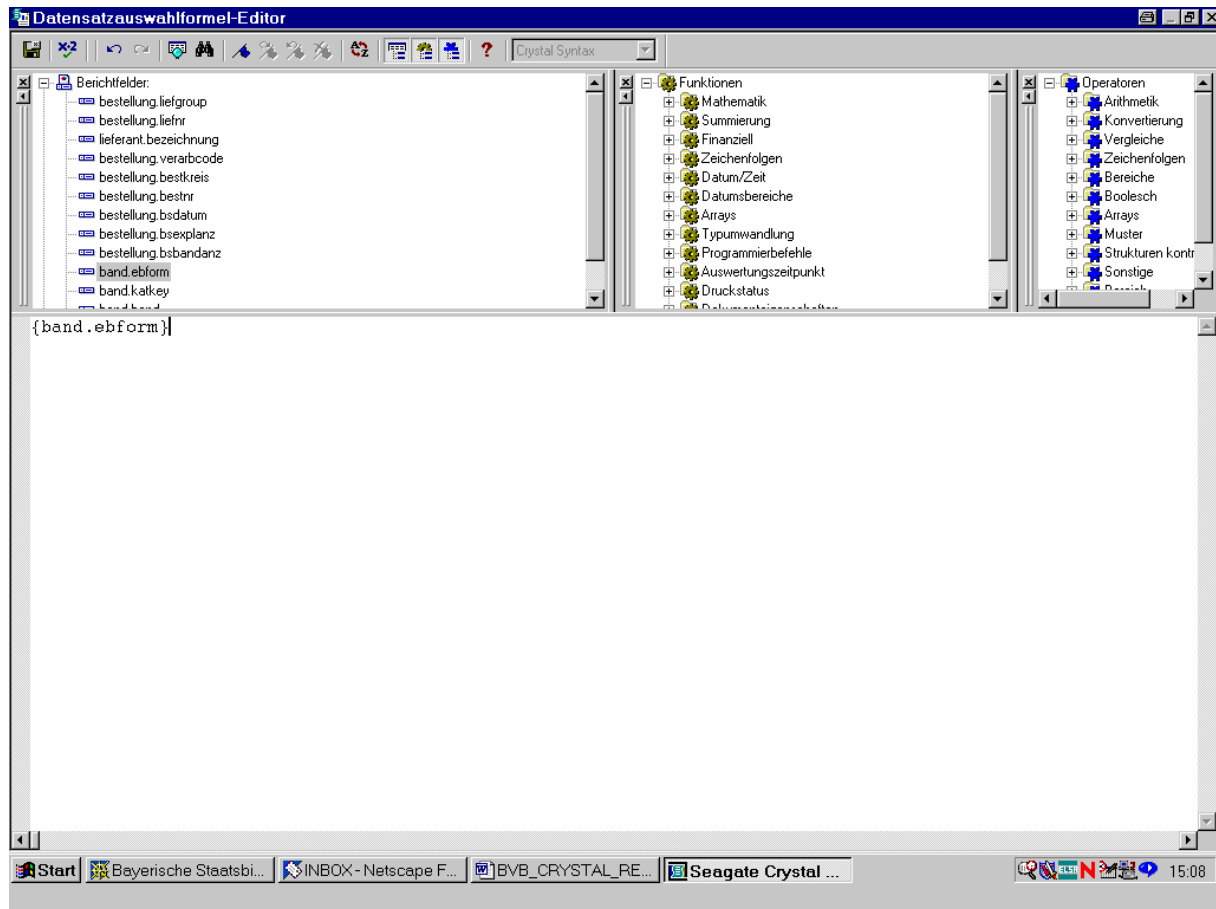 Datensatzauswahlformel-Editor
X+2
Crystal Syntax
Berichtfelder:
bestellung.liefgroup
bestellung.liefnr
lieferant.bezeichnung
bestellung.verarbcode
bestellung.bestkreis
bestellung.bestnr
bestellung.bsdatum
bestellung.bsexplanz
bestellung.bsbandanz
band.ebform
band.katkey
Funktionen
Mathematik
Summierung
Finanziell
Zeichenfolgen
Datum/Zeit
Datumsbereiche
Arrays
Typumwandlung
Programmierbefehle
Auswertungszeitpunkt
Druckstatus
Operatoren
Arithmetik
Konvertierung
Vergleiche
Zeichenfolgen
Bereiche
Boolesch
Arrays
Muster
Strukturen kontr
Sonstige
{band.ebform}
Start
Bayerische Staatsbi...
INBOX - Netscape F...
BVB_CRYSTAL_RE...
Seagate Crystal ...
15:08